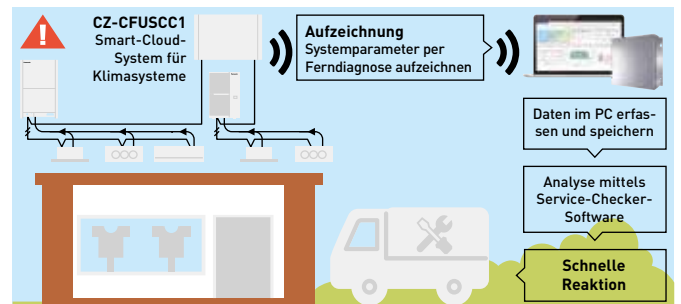 CZ-CFUSCC1
Smart-Cloud-
System für
Klimasysteme
Aufzeichnung
Systemparameter per
Ferndiagnose aufzeichnen
Daten im PC erfas-
sen und speichern
Analyse mittels
Service-Checker-
Software
Schnelle
Reaktion